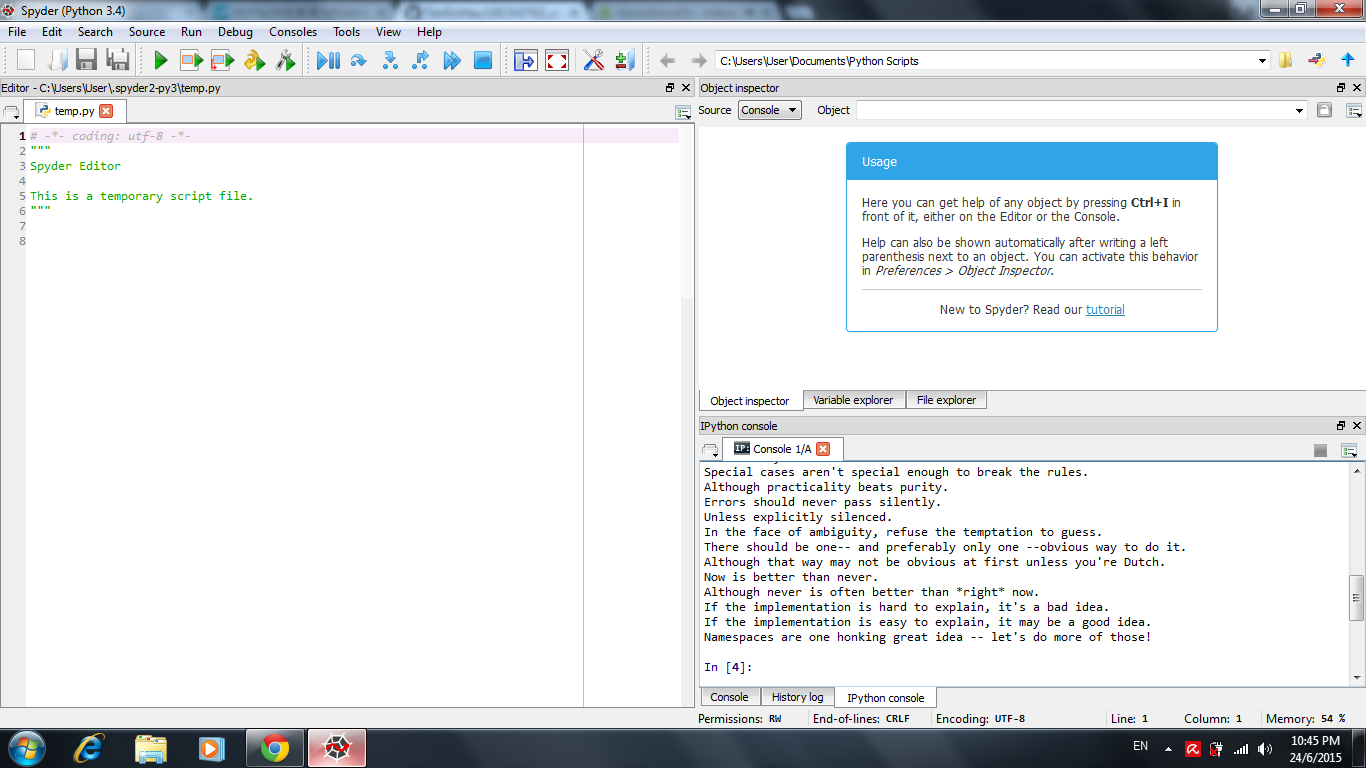 Spyder (Python 3.4)
File Edit Search Source Run Debug Consoles Tools View Help
C:\Users\User\Documents\Python Scripts
Editor - C:\Users\User\.spyder2-py3\temp.py
temp.py
1 # -*- coding: utf-8 -*-
2 """
3 Spyder Editor
4
5 This is a temporary script file.
6 """
7
8
Object inspector
Source Console Object
Usage
Here you can get help of any object by pressing Ctrl+I in
front of it, either on the Editor or the Console.
Help can also be shown automatically after writing a left
parenthesis next to an object. You can activate this behavior
in Preferences > Object Inspector.
New to Spyder? Read our tutorial
Object inspector Variable explorer File explorer
IPython console
IP: Console 1/A
Special cases aren't special enough to break the rules.
Although practicality beats purity.
Errors should never pass silently.
Unless explicitly silenced.
In the face of ambiguity, refuse the temptation to guess.
There should be one-- and preferably only one --obvious way to do it.
Although that way may not be obvious at first unless you're Dutch.
Now is better than never.
Although never is often better than *right* now.
If the implementation is hard to explain, it's a bad idea.
If the implementation is easy to explain, it may be a good idea.
Namespaces are one honking great idea -- let's do more of those!
In [4]:
Console History log IPython console
Permissions: RW End-of-lines: CRLF Encoding: UTF-8 Line: 1 Column: 1 Memory: 54 %
EN
10:45 PM
24/6/2015